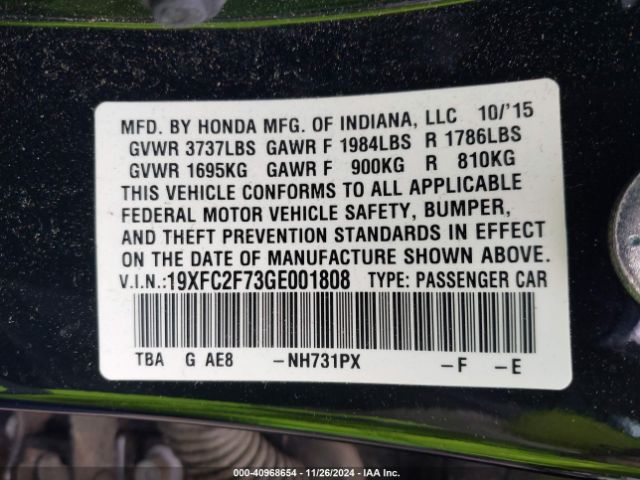 MFD. BY HONDA MFG. OF INDIANA, LLC 10/'15
GVWR 3737LBS GAWR F 1984LBS R 1786LBS
GVWR 1695KG GAWR F 900KG R 810KG
THIS VEHICLE CONFORMS TO ALL APPLICABLE
FEDERAL MOTOR VEHICLE SAFETY, BUMPER,
AND THEFT PREVENTION STANDARDS IN EFFECT
ON THE DATE OF MANUFACTURE SHOWN ABOVE.
V.I.N.:19XFC2F73GE001808 TYPE: PASSENGER CAR
TBA G AE8 -NH731PX -F -E
000-40968654 - 11/26/2024 - IAA Inc.